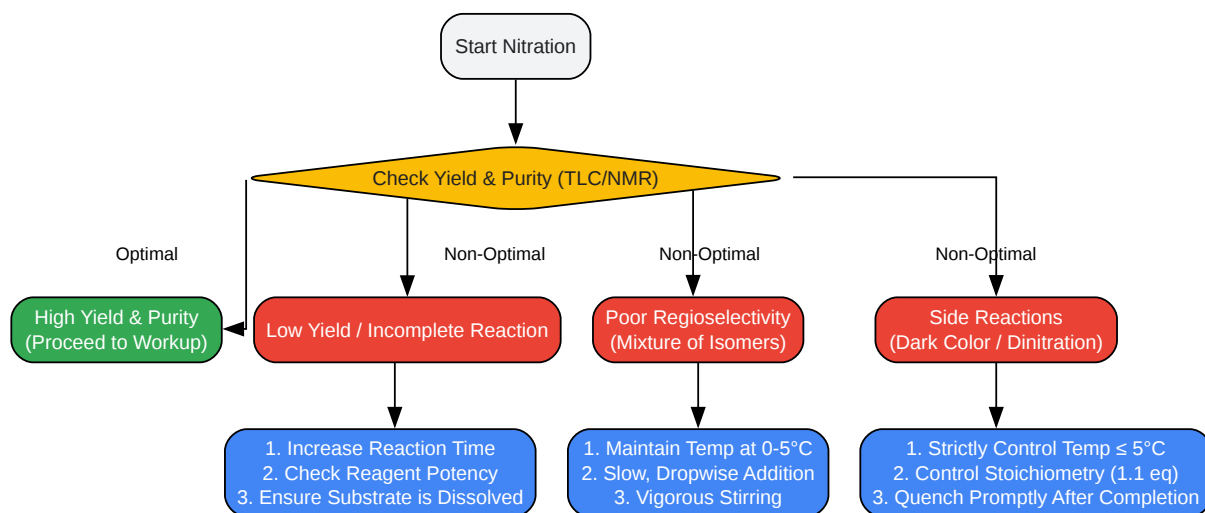 Start Nitration
Check Yield & Purity (TLC/NMR)
Optimal
Non-Optimal
Non-Optimal
Non-Optimal
High Yield & Purity
(Proceed to Workup)
Low Yield / Incomplete Reaction
Poor Regioselectivity
(Mixture of Isomers)
Side Reactions
(Dark Color / Dinitration)
1. Increase Reaction Time
2. Check Reagent Potency
3. Ensure Substrate is Dissolved
1. Maintain Temp at 0-5°C
2. Slow, Dropwise Addition
3. Vigorous Stirring
1. Strictly Control Temp ≤ 5°C
2. Control Stoichiometry (1.1 eq)
3. Quench Promptly After Completion